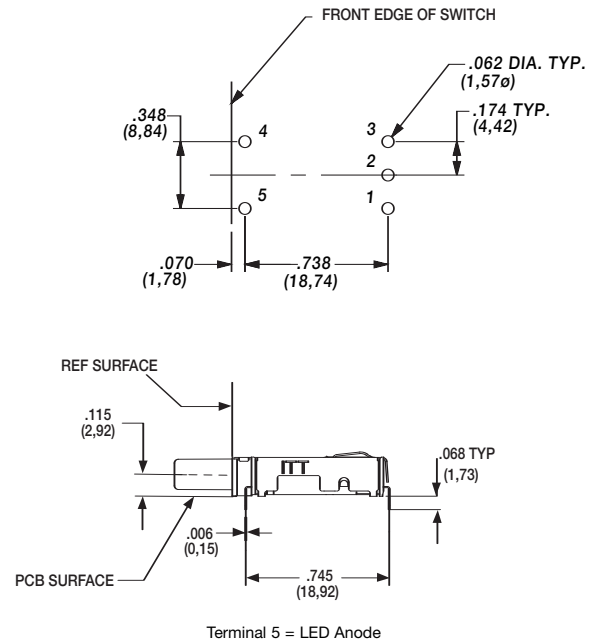 FRONT EDGE OF SWITCH
.062 DIA. TYP.
(1,57ø)
.174 TYP.
(4,42)
.348
(8,84)
4
3
2
5
1
.070
(1,78)
.738
(18,74)
REF SURFACE
.115
(2,92)
.068 TYP
(1,73)
.006
(0,15)
PCB SURFACE
.745
(18,92)
Terminal 5 = LED Anode